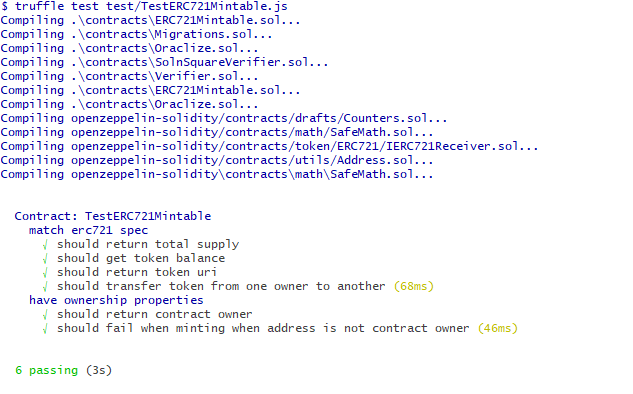 $ truffle test test/TestERC721Mintable.js
Compiling .\contracts\ERC721Mintable.sol...
Compiling .\contracts\Migrations.sol...
Compiling .\contracts\Oraclize.sol...
Compiling .\contracts\SolnSquareVerifier.sol...
Compiling .\contracts\Verifier.sol...
Compiling .\contracts\ERC721Mintable.sol...
Compiling .\contracts\Oraclize.sol...
Compiling openzeppelin-solidity/contracts/drafts/Counters.sol...
Compiling openzeppelin-solidity/contracts/math/SafeMath.sol...
Compiling openzeppelin-solidity/contracts/token/ERC721/IERC721Receiver.sol...
Compiling openzeppelin-solidity/contracts/utils/Address.sol...
Compiling openzeppelin-solidity\contracts\math\SafeMath.sol...
Contract: TestERC721Mintable
match erc721 spec
√ should return total supply
√ should get token balance
√ should return token uri
√ should transfer token from one owner to another (68ms)
have ownership properties
√ should return contract owner
√ should fail when minting when address is not contract owner (46ms)
6 passing (3s)